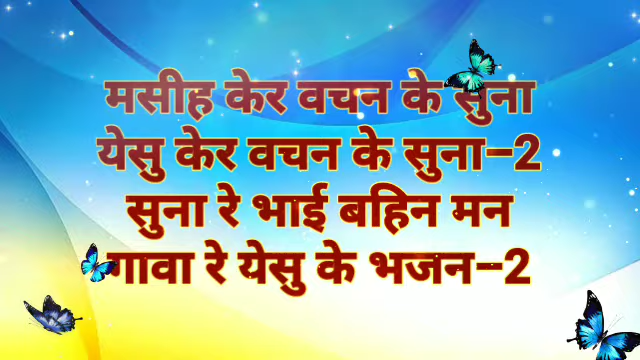 मसीह केर वचन के सुना
येसु केर वचन के सुना-2
सुना रे भाई बहिन मन
गावा रे येसु के भजन-2